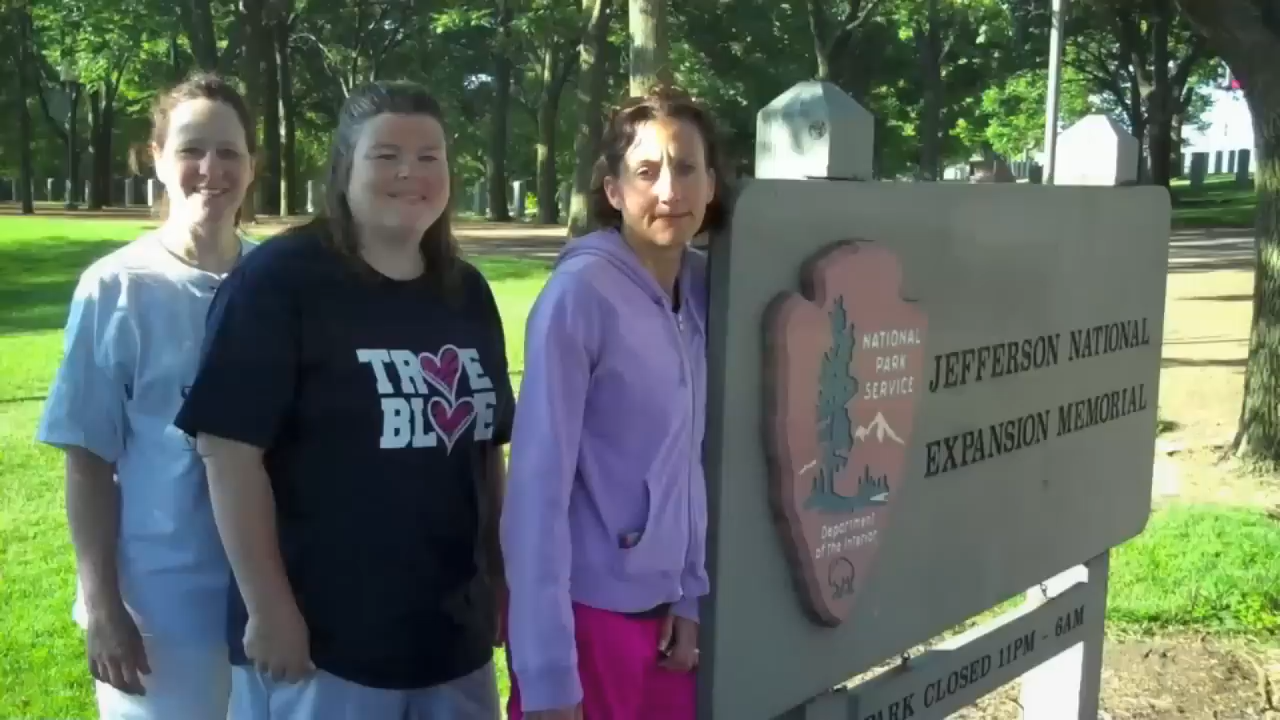 TRUE
BLUE
NATIONAL
PARK
SERVICE
Department
of the Interior
JEFFERSON NATIONAL
EXPANSION MEMORIAL
PARK CLOSED 11PM - 6AM